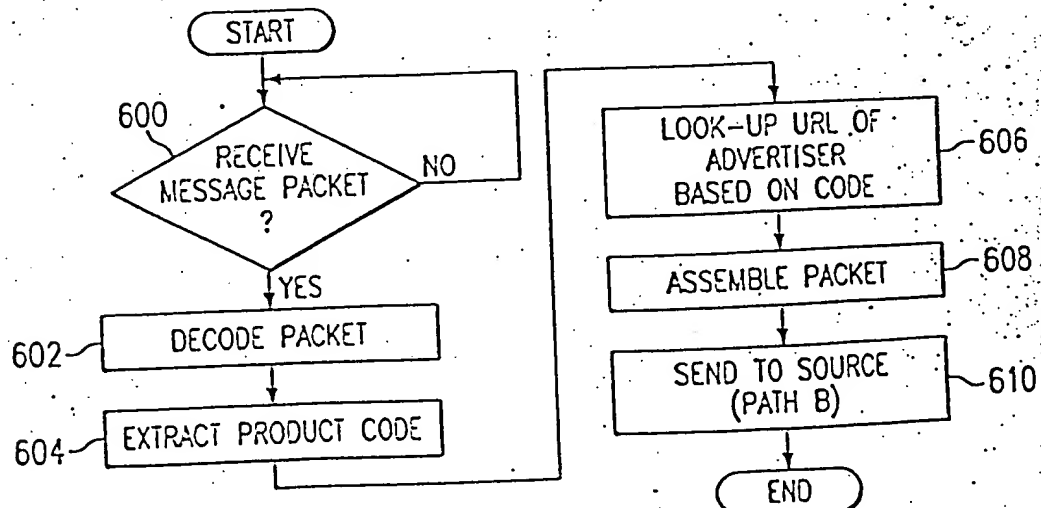 START
600
RECEIVE
MESSAGE PACKET
?
NO
YES
602
DECODE PACKET
604
EXTRACT PRODUCT CODE
LOOK-UP URL OF
ADVERTISER
BASED ON CODE
606
ASSEMBLE PACKET
608
SEND TO SOURCE
(PATH B)
610
END